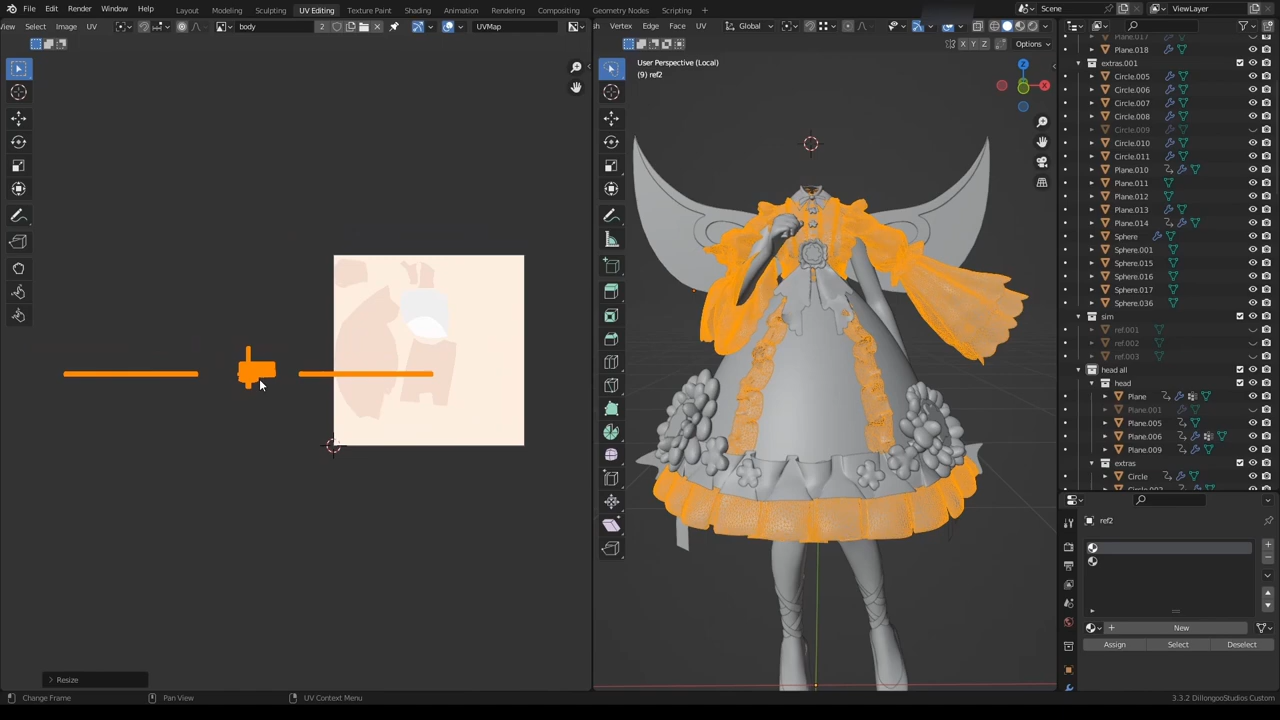 File Edit Render Window Help Layout Modeling Sculpting UV Editing Texture Paint Shading Animation Rendering Compositing Geometry Nodes Scripting + Scene ViewLayer
View Select Image UV body 2 UVMap
sh Vertex Edge Face UV Global
X Y Z Options
User Perspective (Local)
(9) ref2
Z
X
Plane.017
Plane.018
extras.001
Circle.005
Circle.006
Circle.007
Circle.008
Circle.009
Circle.010
Circle.011
Plane.010
Plane.011
Plane.012
Plane.013
Plane.014
Sphere
Sphere.001
Sphere.015
Sphere.016
Sphere.017
Sphere.036
sim
ref.001
ref.002
ref.003
head all
head
Plane
Plane.001
Plane.005
Plane.006
Plane.009
extras
Circle
ref2
New
Assign Select Deselect
Resize
Change Frame Pan View UV Context Menu 3.3.2 Dillongoo Studios Custom